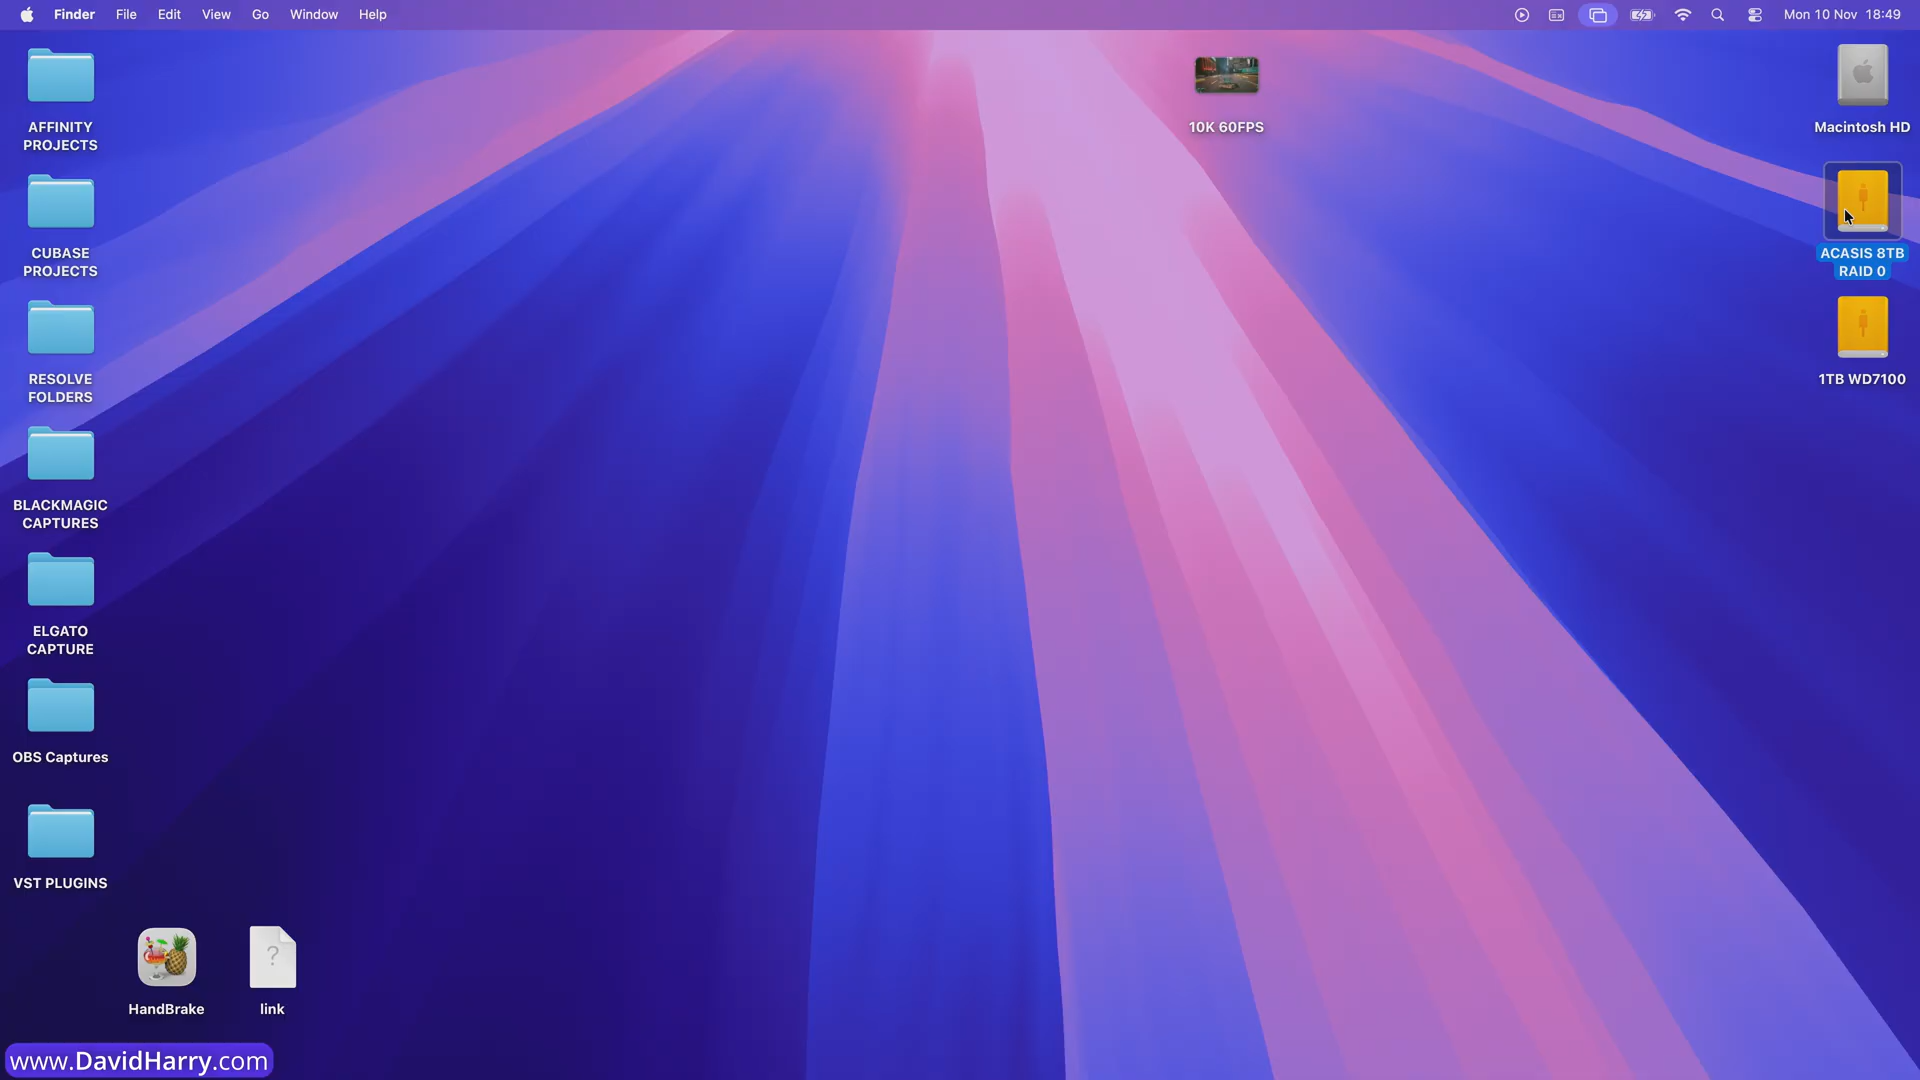 Finder File Edit View Go Window Help
Mon 10 Nov 18:49
AFFINITY
PROJECTS
CUBASE
PROJECTS
RESOLVE
FOLDERS
BLACKMAGIC
CAPTURES
ELGATO
CAPTURE
OBS Captures
VST PLUGINS
HandBrake
?
link
10K 60FPS
Macintosh HD
ACASIS 8TB
RAID 0
1TB WD7100
www.DavidHarry.com